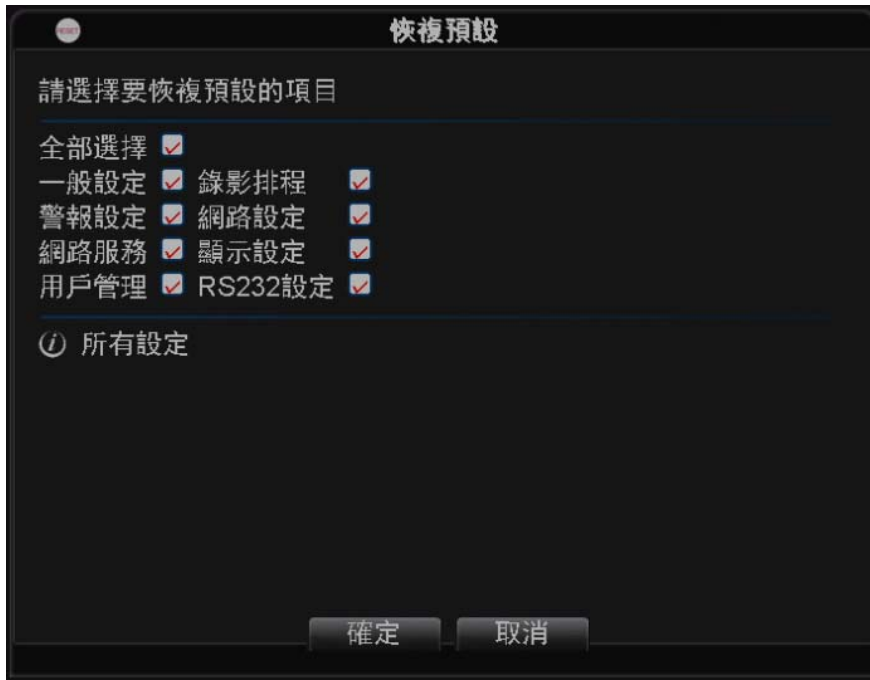 RESET
恢複預設
請選擇要恢複預設的項目
全部選擇
一般設定 錄影排程
警報設定 網路設定
網路服務 顯示設定
用戶管理 RS232設定
所有設定
確定 取消